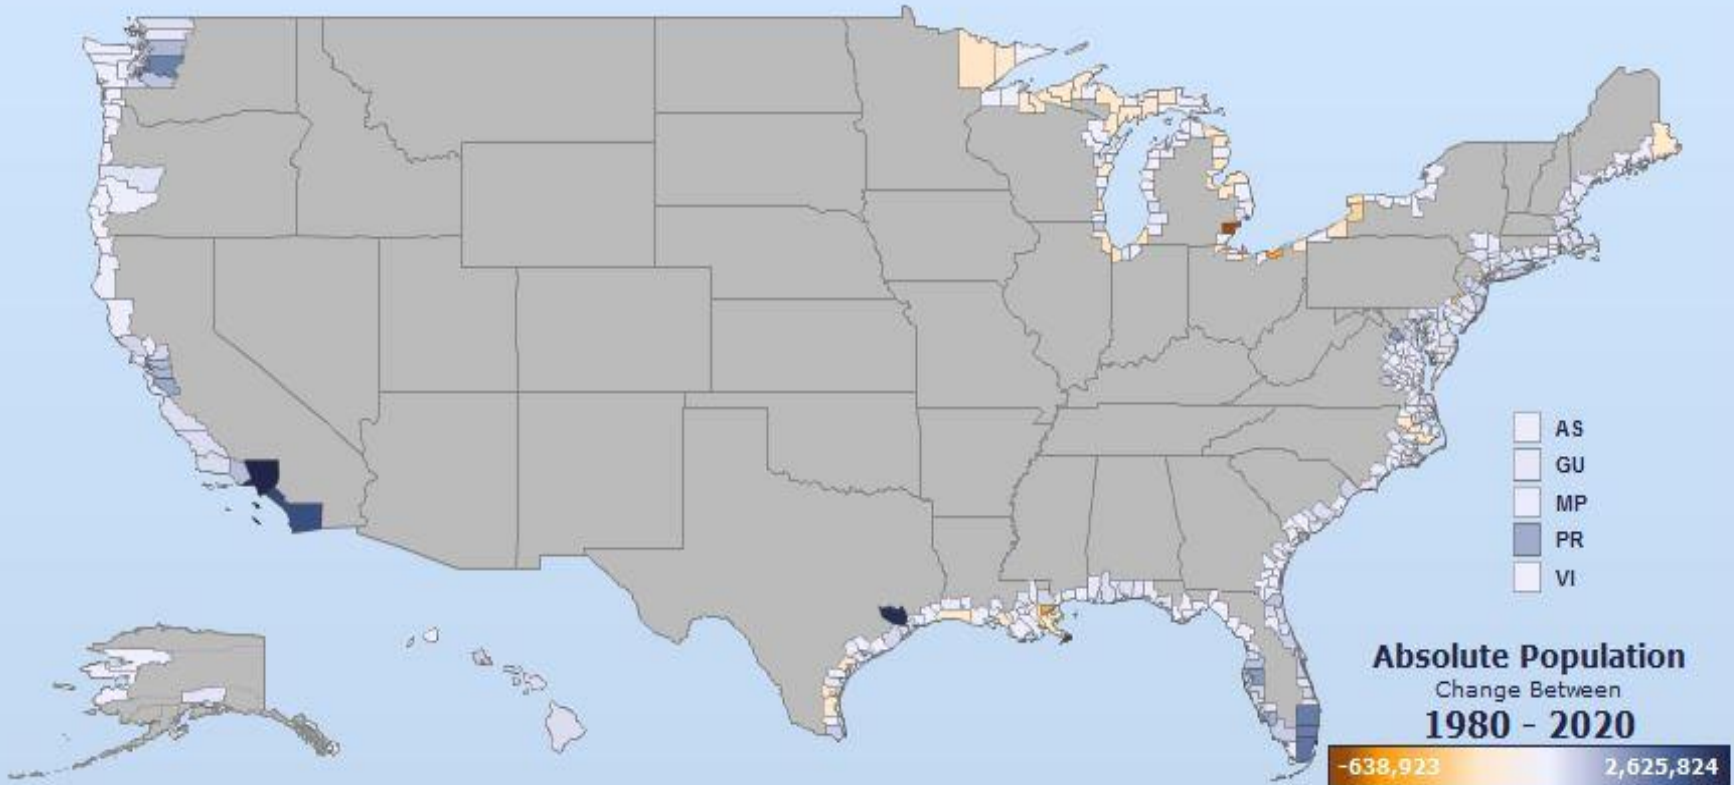 AS
GU
MP
PR
VI
Absolute Population
Change Between
1980 - 2020
-638,923 2,625,824